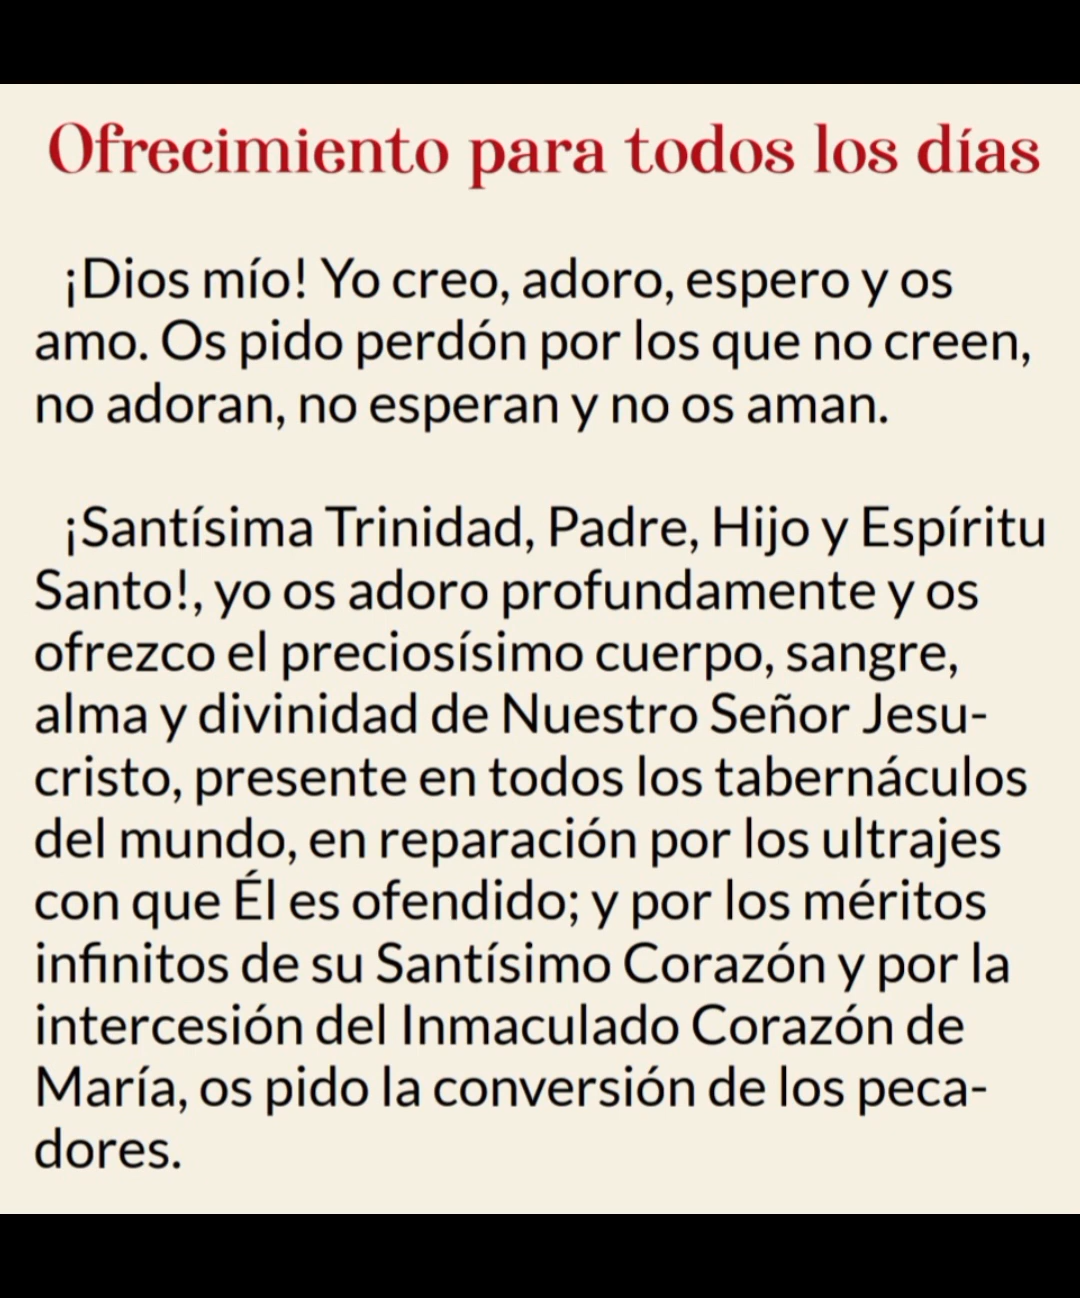 Ofrecimiento para todos los días
¡Dios mío! Yo creo, adoro, espero y os
amo. Os pido perdón por los que no creen,
no adoran, no esperan y no os aman.
¡Santísima Trinidad, Padre, Hijo y Espíritu
Santo!, yo os adoro profundamente y os
ofrezco el preciosísimo cuerpo, sangre,
alma y divinidad de Nuestro Señor Jesu-
cristo, presente en todos los tabernáculos
del mundo, en reparación por los ultrajes
con que Él es ofendido; y por los méritos
infinitos de su Santísimo Corazón y por la
intercesión del Inmaculado Corazón de
María, os pido la conversión de los peca-
dores.